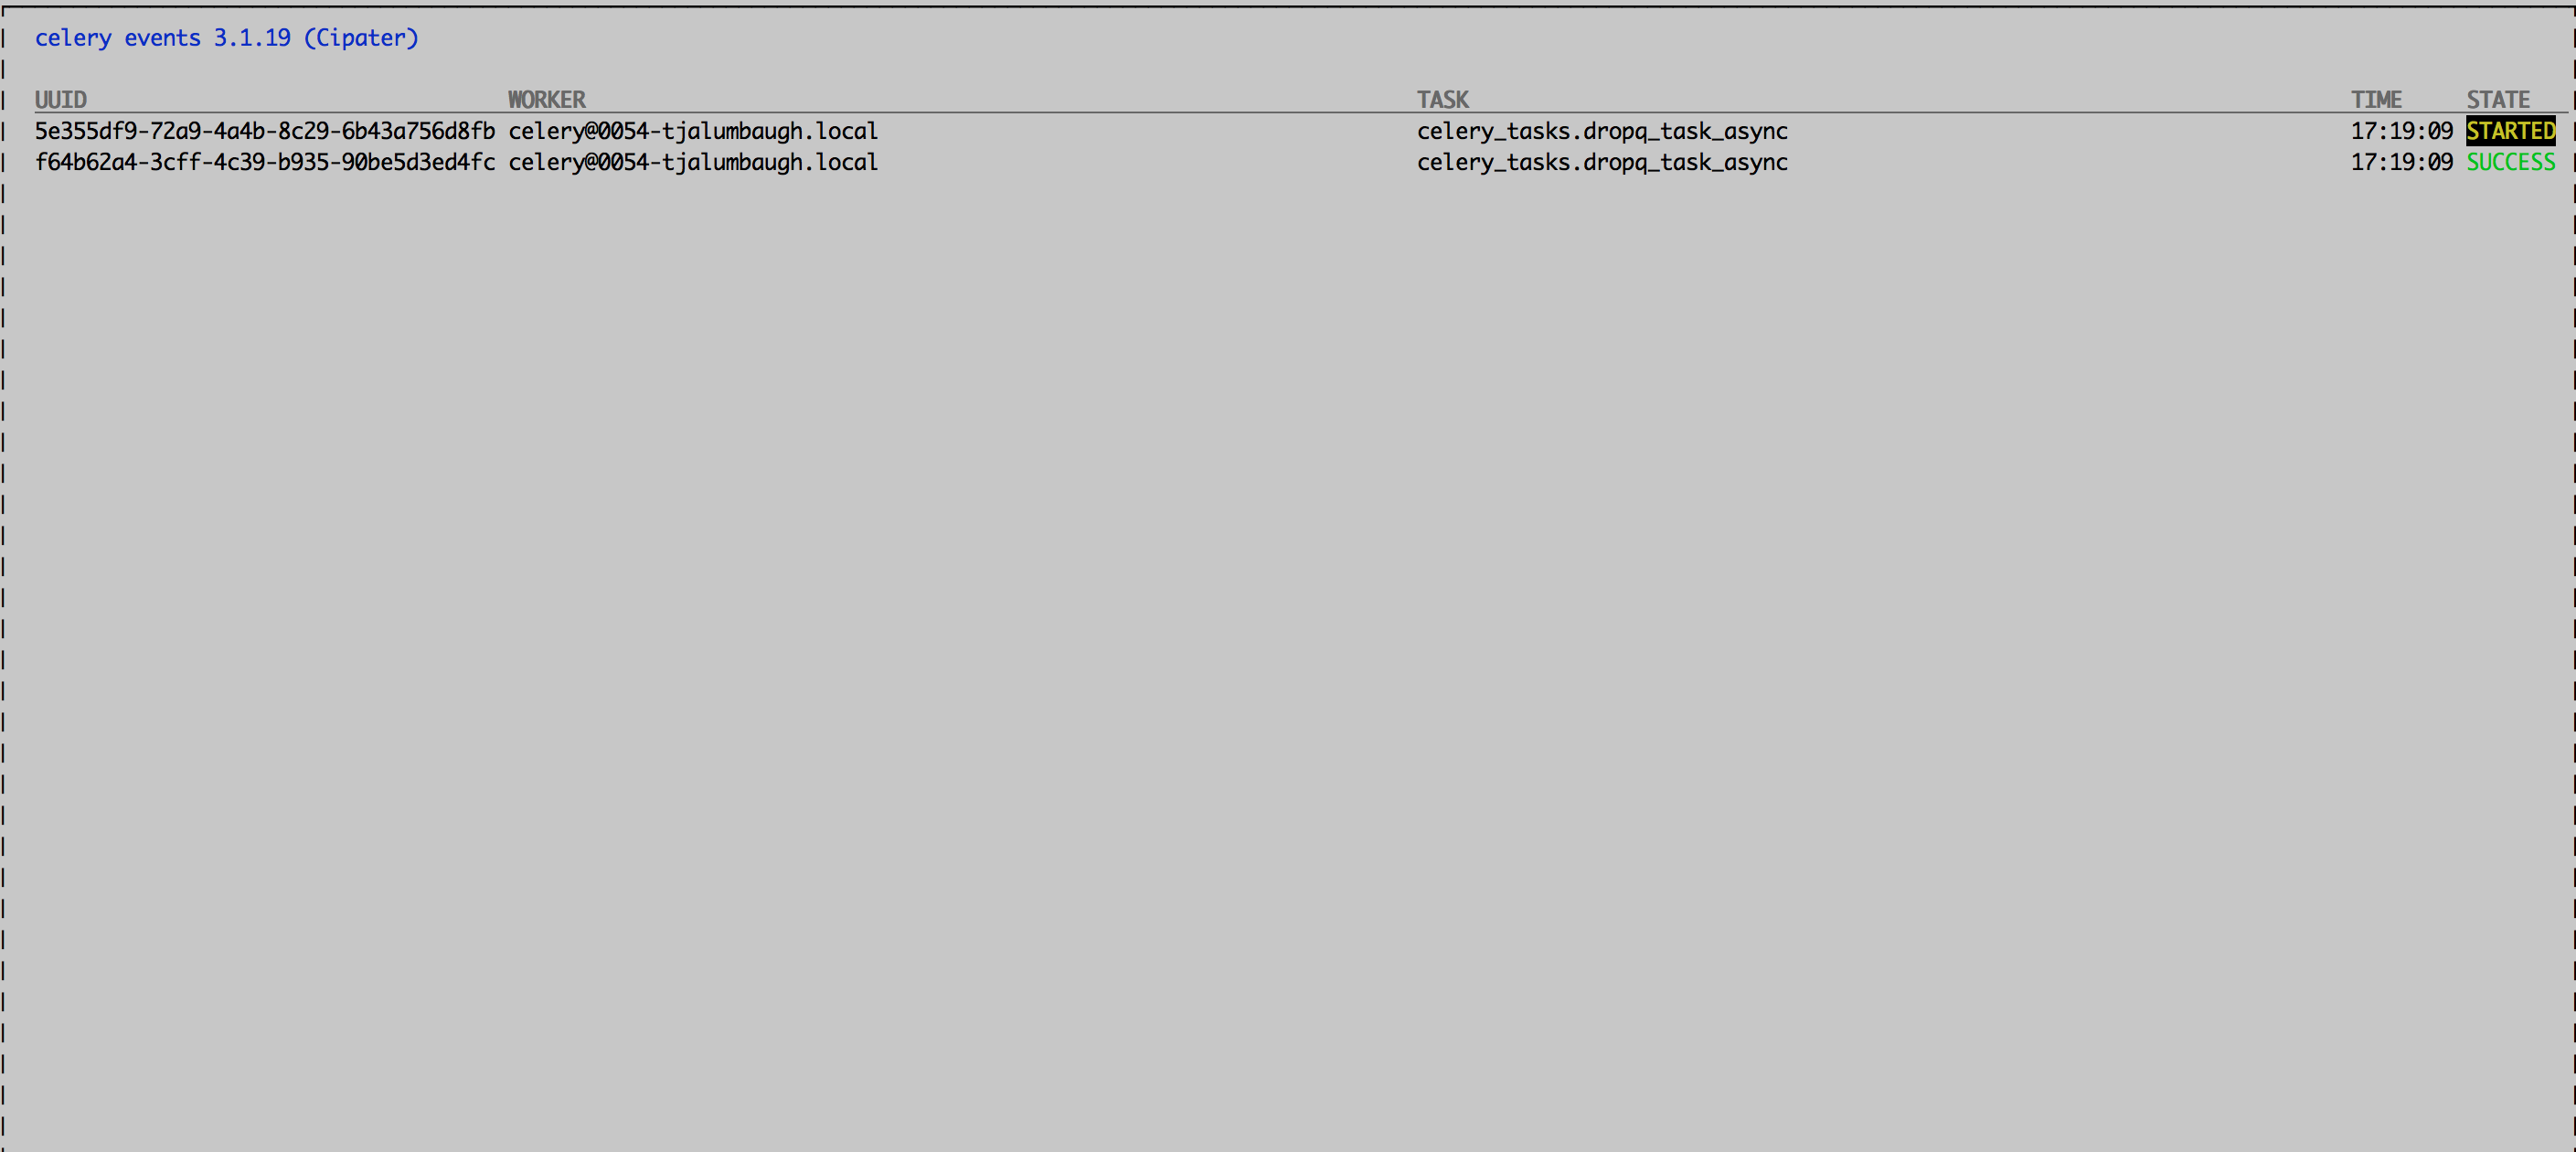 celery events 3.1.19 (Cipater)
UUID WORKER TASK TIME STATE
5e355df9-72a9-4a4b-8c29-6b43a756d8fb celery@0054-tjalumbaugh.local celery_tasks.dropq_task_async 17:19:09 STARTED
f64b62a4-3cff-4c39-b935-90be5d3ed4fc celery@0054-tjalumbaugh.local celery_tasks.dropq_task_async 17:19:09 SUCCESS